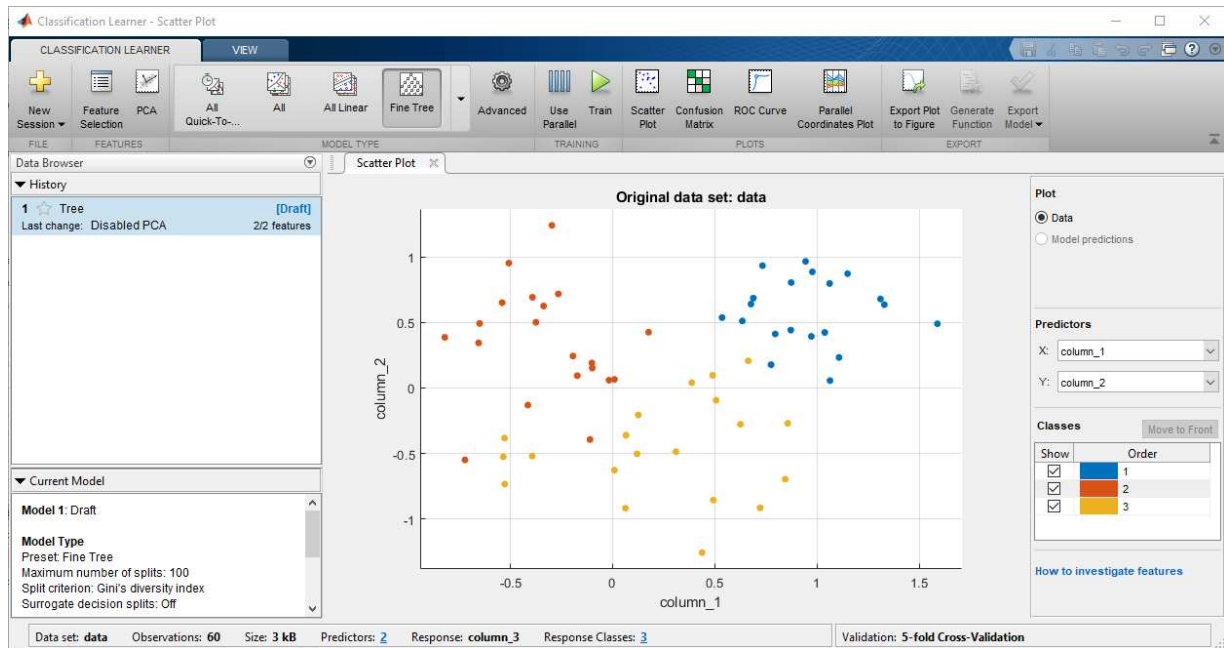 Classification Learner - Scatter Plot
CLASSIFICATION LEARNER
VIEW
New
Session
Feature
Selection
PCA
All
Quick-To-...
All
All Linear
Fine Tree
Advanced
Use
Parallel
Train
Scatter
Plot
Confusion
Matrix
ROC Curve
Parallel
Coordinates Plot
Export Plot
to Figure
Generate
Function
Export
Model
FILE
FEATURES
MODEL TYPE
TRAINING
PLOTS
EXPORT
Data Browser
History
1 Tree [Draft]
Last change: Disabled PCA 2/2 features
Current Model
Model 1: Draft
Model Type
Preset: Fine Tree
Maximum number of splits: 100
Split criterion: Gini's diversity index
Surrogate decision splits: Off
Scatter Plot
Original data set: data
column_2
1
0.5
0
-0.5
-1
-0.5 0 0.5 1 1.5
column_1
Plot
Data
Model predictions
Predictors
X: column_1
Y: column_2
Classes
Move to Front
Show Order
1
2
3
How to investigate features
Data set: data Observations: 60 Size: 3 kB Predictors: 2 Response: column_3 Response Classes: 3
Validation: 5-fold Cross-Validation